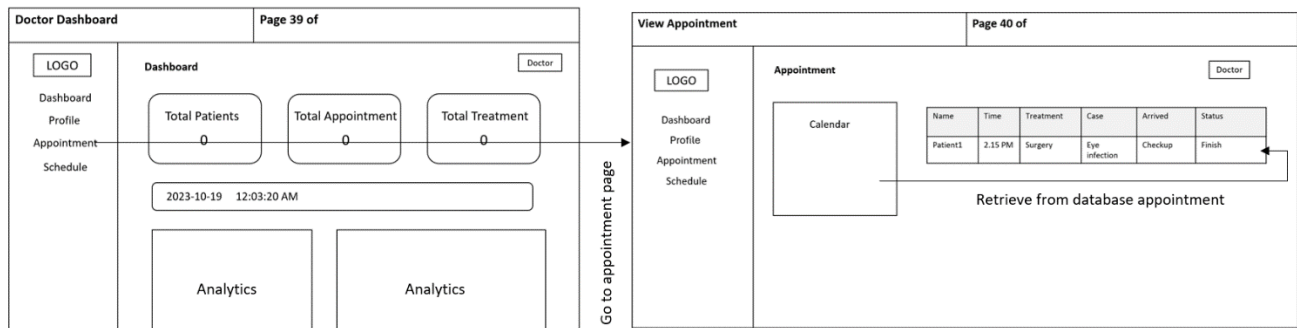 Doctor Dashboard
Page 39 of
LOGO
Dashboard
Profile
Appointment
Schedule
Dashboard
Doctor
Total Patients
0
Total Appointment
0
Total Treatment
0
2023-10-19 12:03:20 AM
Analytics
Analytics
Go to appointment page
View Appointment
Page 40 of
LOGO
Dashboard
Profile
Appointment
Schedule
Appointment
Doctor
Calendar
Name Time Treatment Case Arrived Status
Patient1 2.15 PM Surgery Eye infection Checkup Finish
Retrieve from database appointment